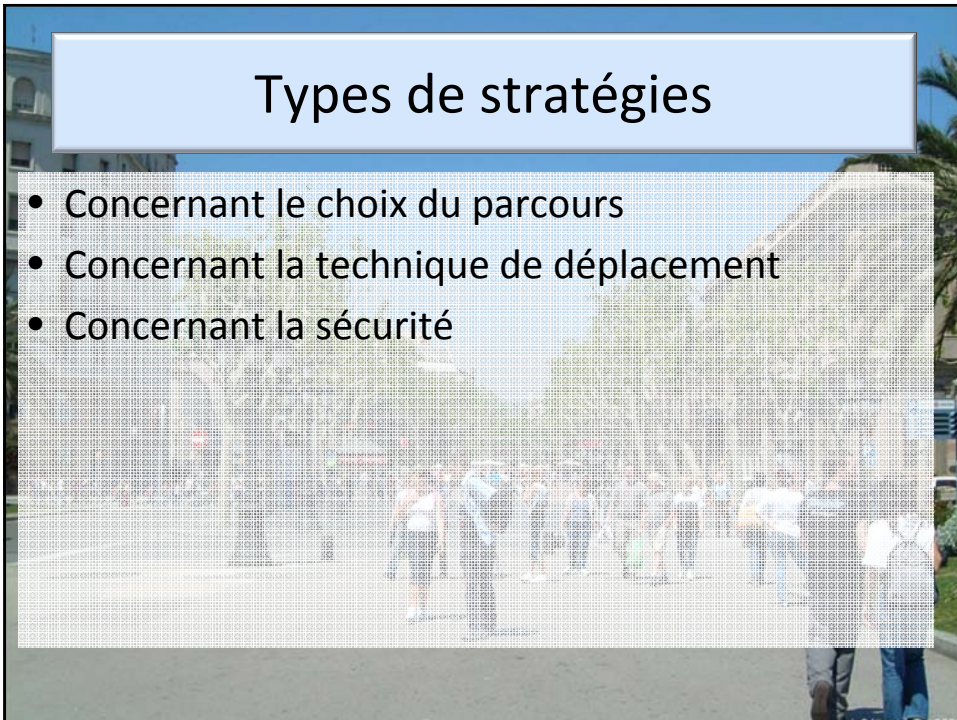 Types de stratégies
• Concernant le choix du parcours
• Concernant la technique de déplacement
• Concernant la sécurité